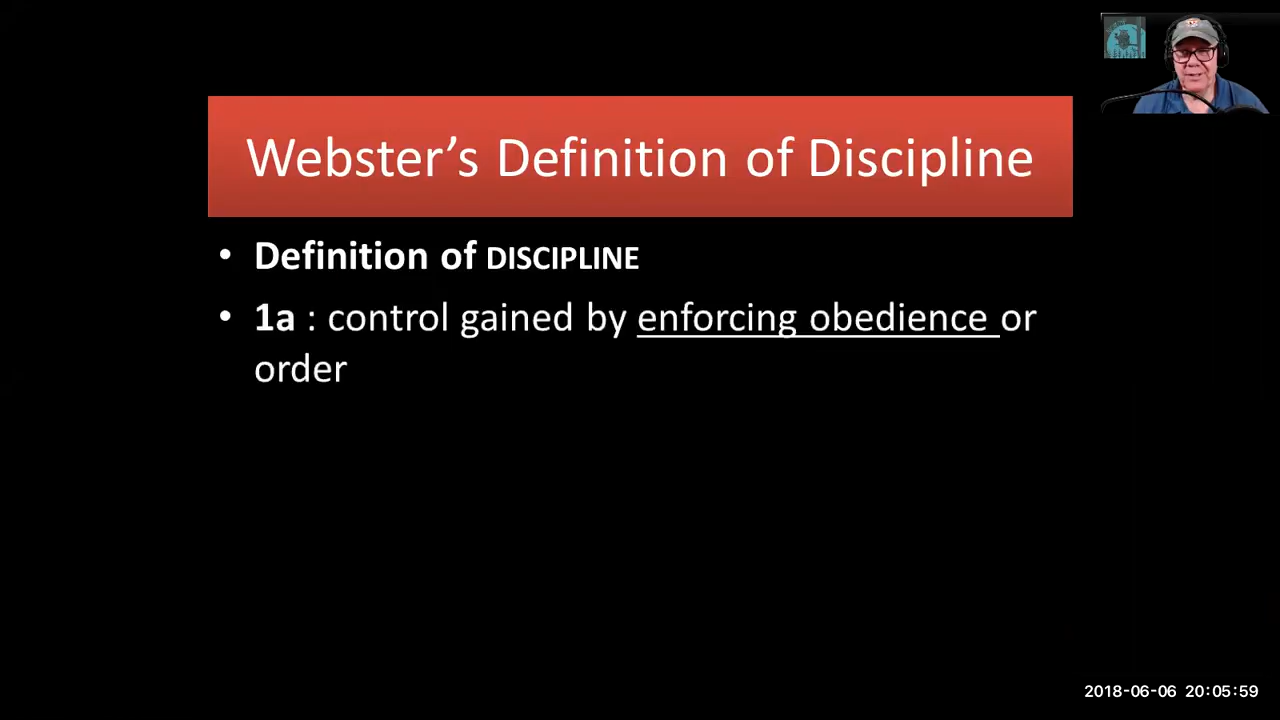 Webster’s Definition of Discipline
• Definition of DISCIPLINE
• 1a : control gained by enforcing obedience or
order
2018-06-06 20:05:59